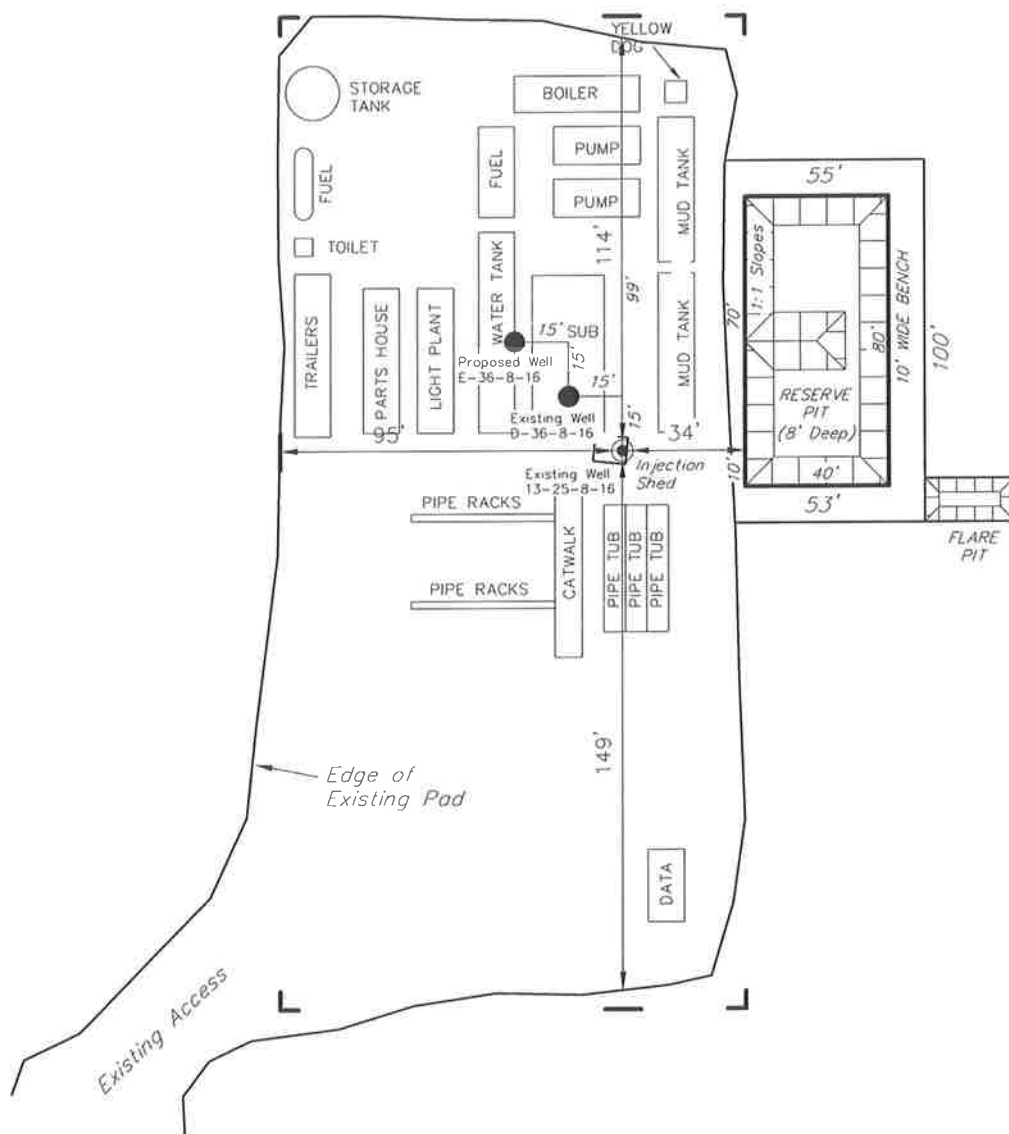 YELLOW
DOG
STORAGE
TANK
BOILER
FUEL
FUEL
PUMP
PUMP
MUD TANK
TOILET
114'
99'
55'
1:1 Slopes
70'
80'
10' WIDE BENCH
100'
TRAILERS
PARTS HOUSE
LIGHT PLANT
WATER TANK
15'
SUB
15'
MUD TANK
Proposed Well
E-36-8-16
15'
RESERVE
PIT
(8' Deep)
Existing Well
D-36-8-16
15'
95'
34'
10'
40'
Injection
Shed
Existing Well
13-25-8-16
53'
FLARE
PIT
PIPE RACKS
CATWALK
PIPE TUB
PIPE TUB
PIPE TUB
PIPE RACKS
149'
Edge of
Existing Pad
DATA
Existing Access